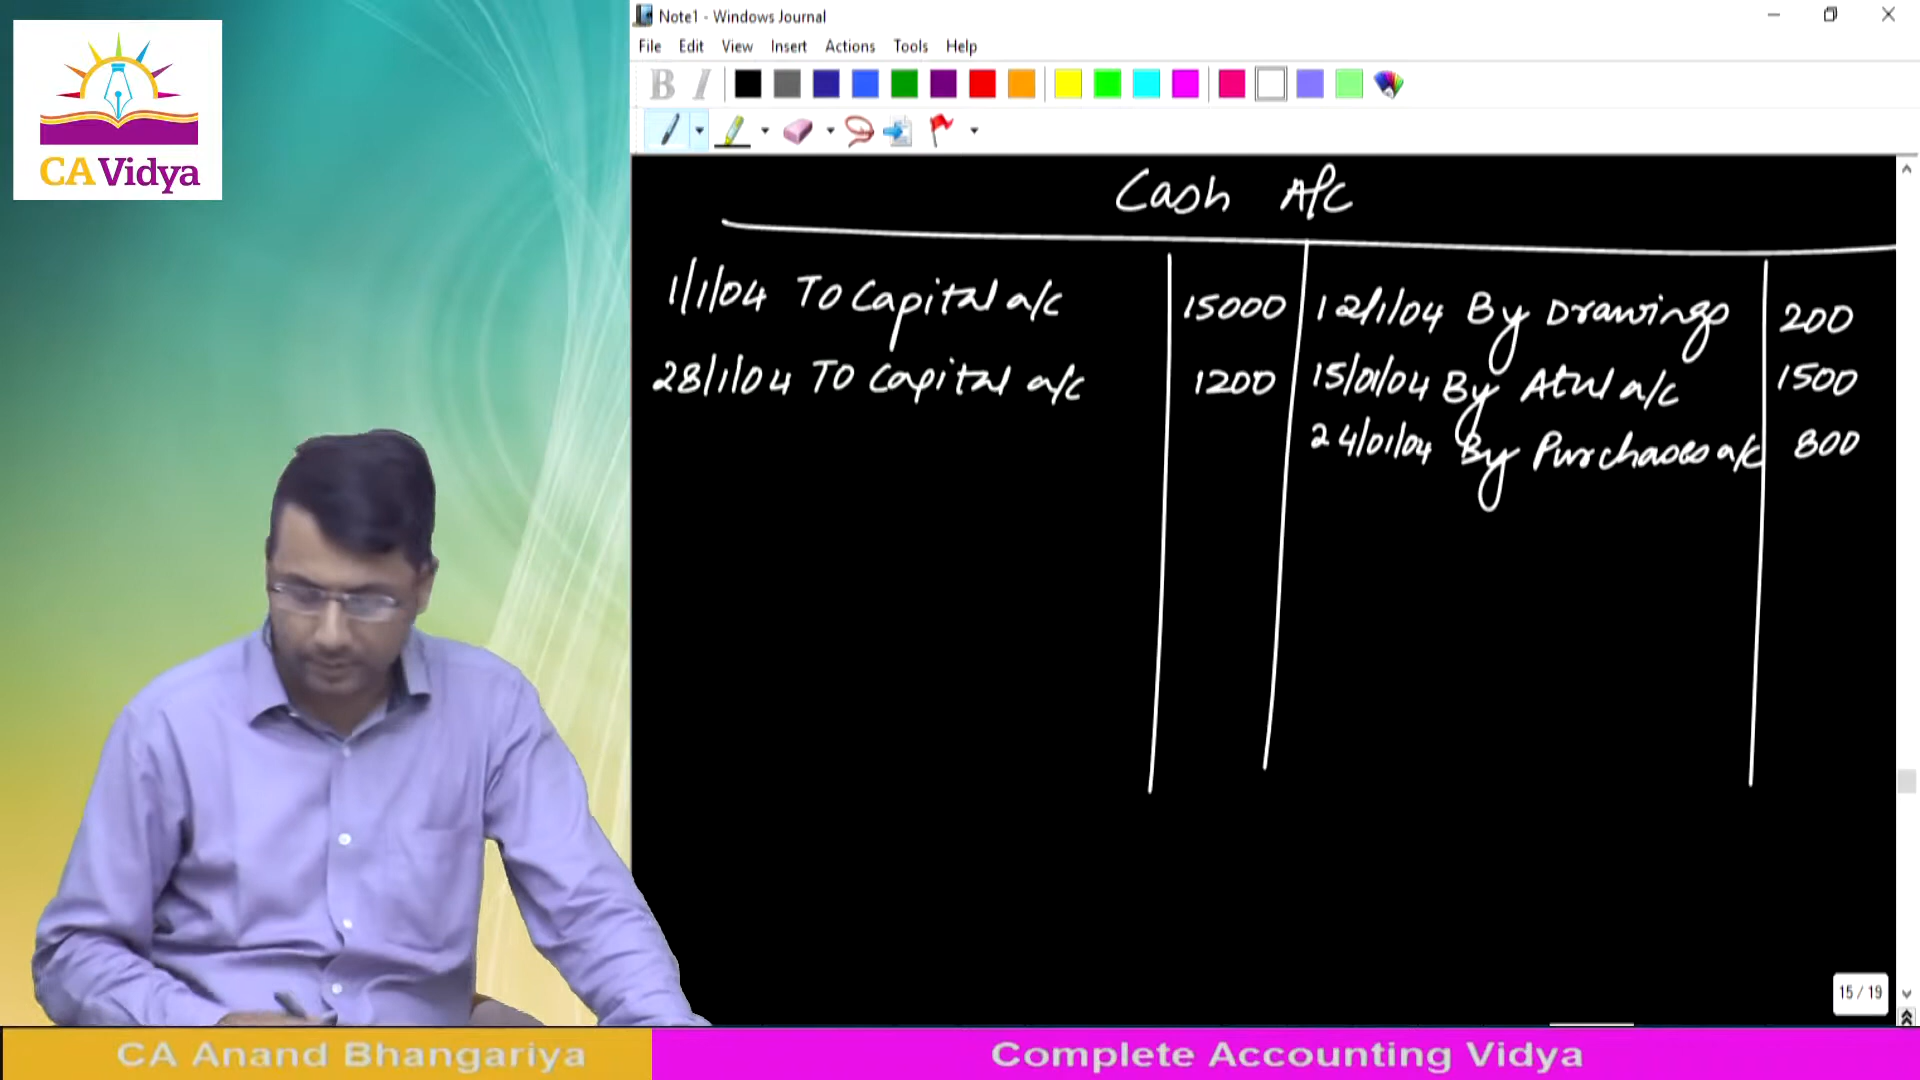 CA Vidya
Note1 - Windows Journal
File Edit View Insert Actions Tools Help
B I
Cash A/c
1/1/04 To Capital a/c 15000 12/1/04 By Drawings 200
28/1/04 To Capital a/c 1200 15/01/04 By Atul a/c 1500
24/01/04 By Purchases a/c 800
15 / 19
CA Anand Bhangariya
Complete Accounting Vidya